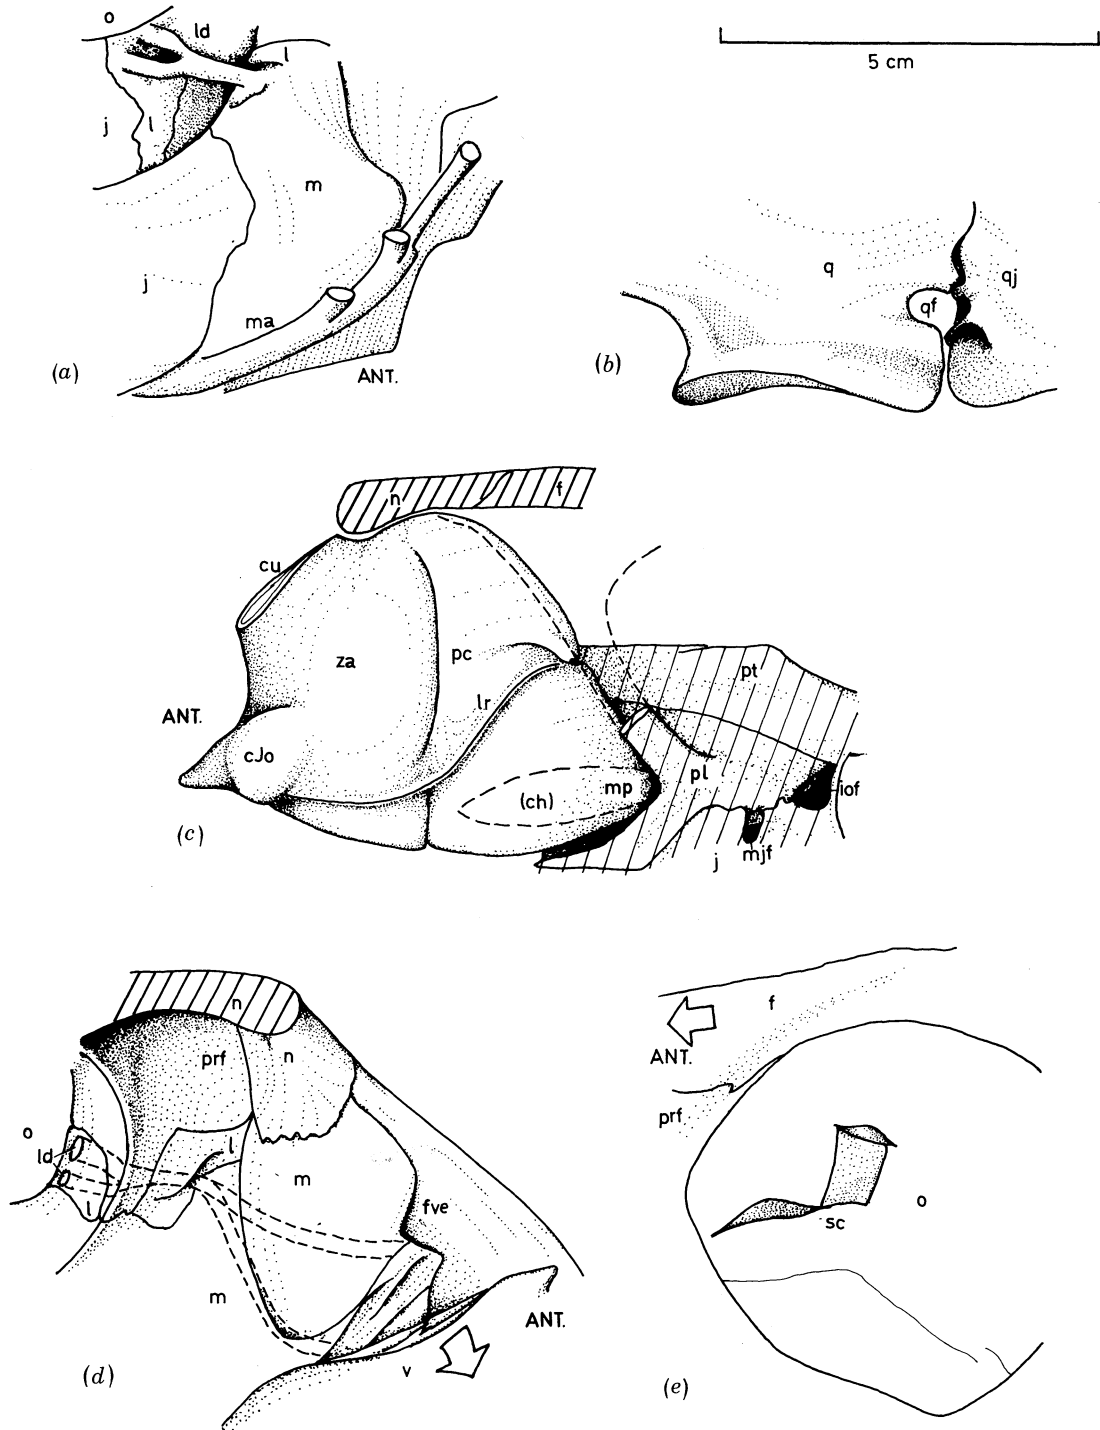 o
ld
l
j
l
m
j
ma
(a)
ANT.
5 cm
q
qj
qf
(b)
n
f
cu
za
pc
pt
lr
ANT.
cJo
pl
(ch)
mp
iof
(c)
j
mjf
n
prf
n
o
ld
l
l
m
fve
m
ANT.
v
(d)
f
ANT.
prf
o
sc
(e)